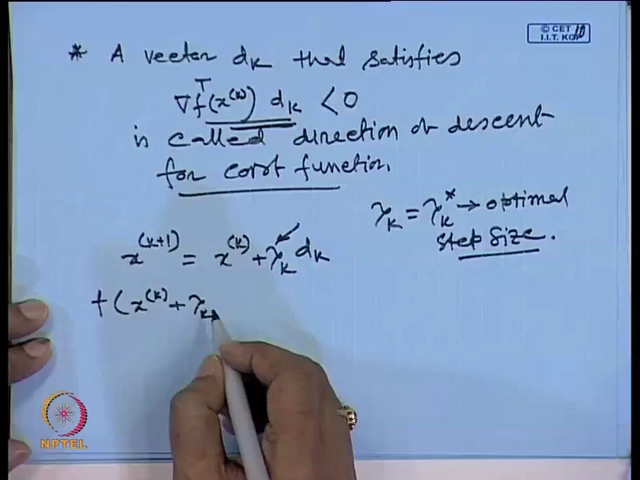 © CET
I.I.T. KGP
* A vector dₖ that satisfies
∇fᵀ(x⁽ᵏ⁾) dₖ < 0
is called direction of descent
for cost function.
λₖ = λₖ* → optimal
step size.
x⁽ᵏ⁺¹⁾ = x⁽ᵏ⁾ + λₖ dₖ
f(x⁽ᵏ⁾ + λₖ
NPTEL